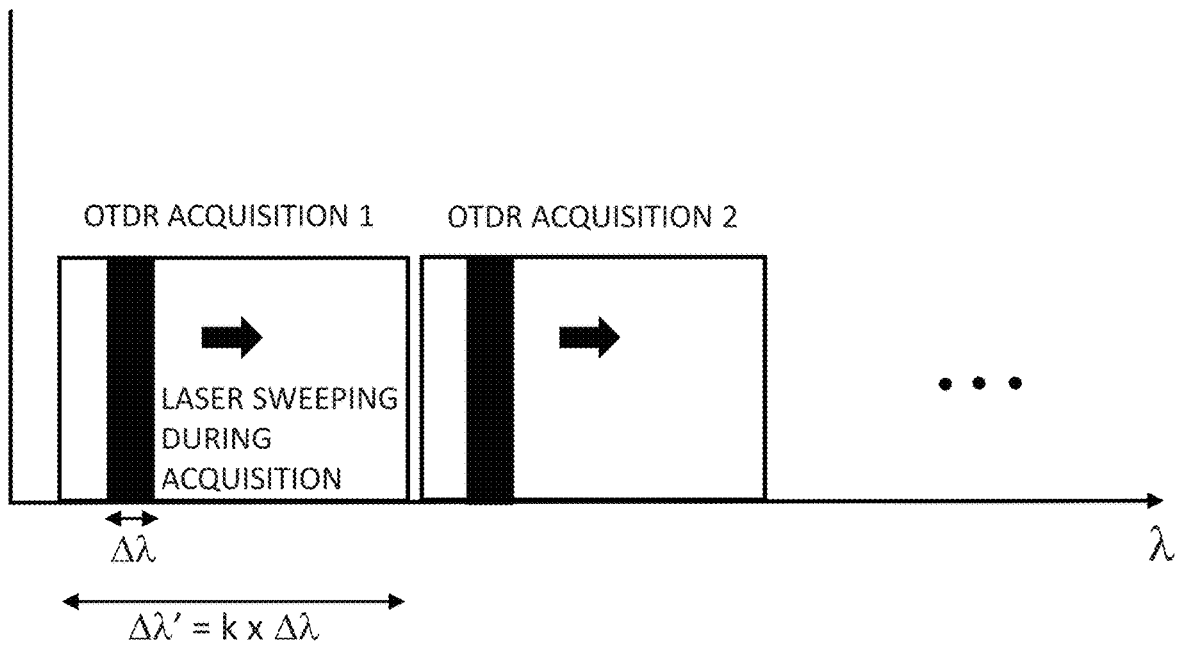 OTDR ACQUISITION 1
OTDR ACQUISITION 2
LASER SWEEPING
DURING
ACQUISITION
Δλ
λ
Δλ' = k x Δλ